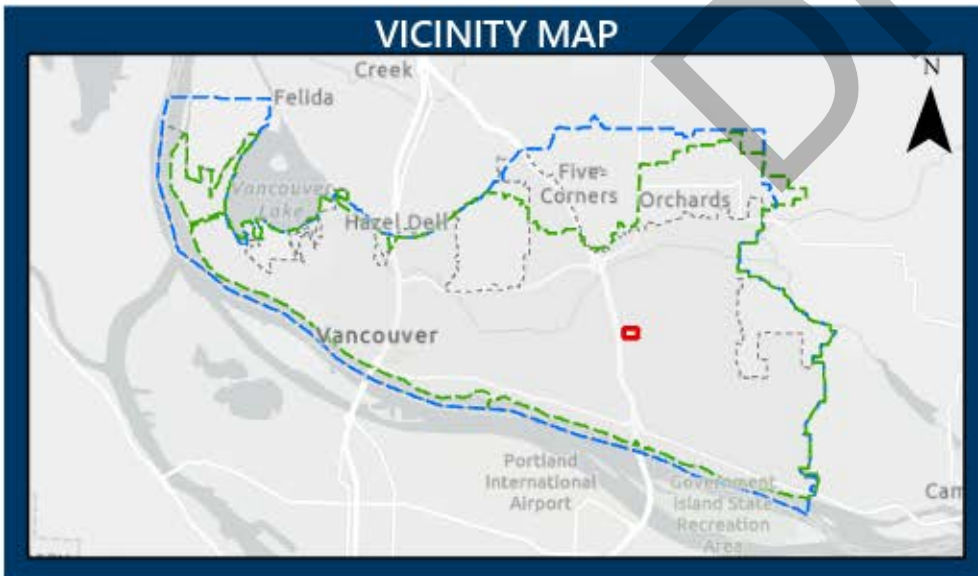 VICINITY MAP
Creek
N
Felida
Vancouver
Lake
Five
Corners
Orchards
Hazel Dell
Vancouver
Portland
International
Airport
Government
Island State
Recreation
Area
Cam